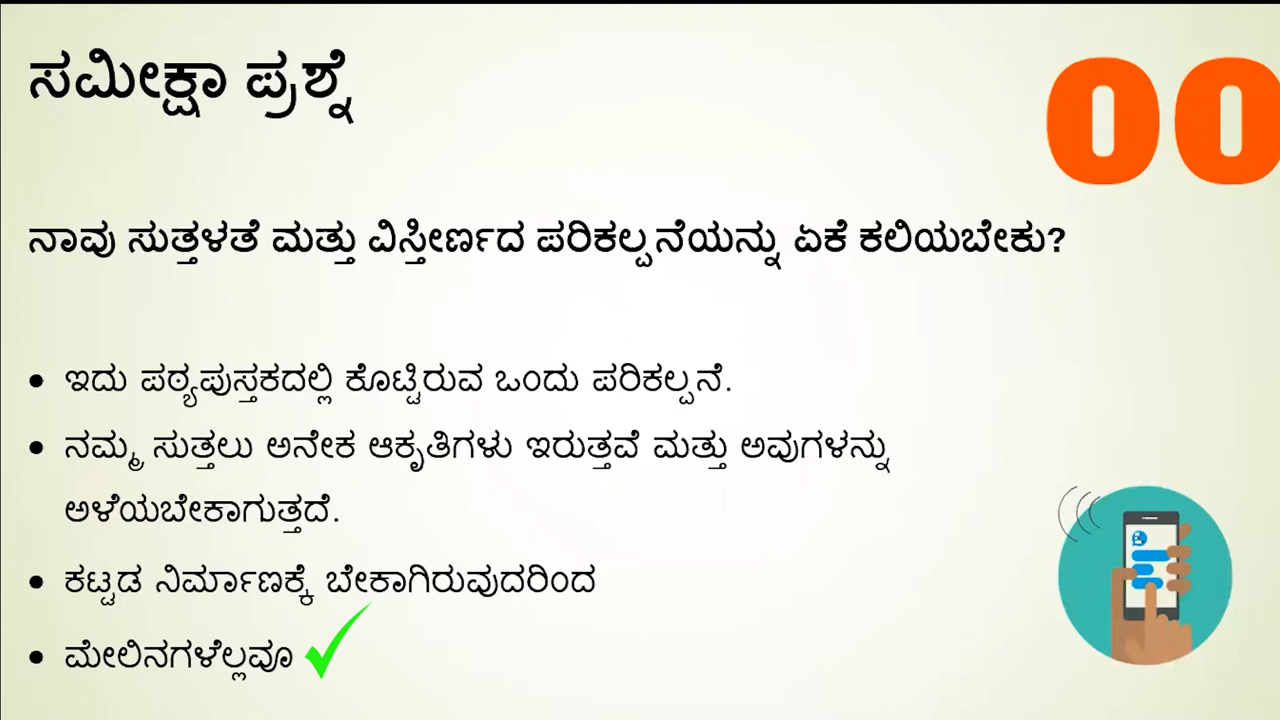 ಸಮೀಕ್ಷಾ ಪ್ರಶ್ನೆ
00
ನಾವು ಸುತ್ತಳತೆ ಮತ್ತು ವಿಸ್ತೀರ್ಣದ ಪರಿಕಲ್ಪನೆಯನ್ನು ಏಕೆ ಕಲಿಯಬೇಕು?
• ಇದು ಪಠ್ಯಪುಸ್ತಕದಲ್ಲಿ ಕೊಟ್ಟಿರುವ ಒಂದು ಪರಿಕಲ್ಪನೆ.
• ನಮ್ಮ ಸುತ್ತಲು ಅನೇಕ ಆಕೃತಿಗಳು ಇರುತ್ತವೆ ಮತ್ತು ಅವುಗಳನ್ನು
ಅಳೆಯಬೇಕಾಗುತ್ತದೆ.
• ಕಟ್ಟಡ ನಿರ್ಮಾಣಕ್ಕೆ ಬೇಕಾಗಿರುವುದರಿಂದ
• ಮೇಲಿನಗಳೆಲ್ಲವೂ